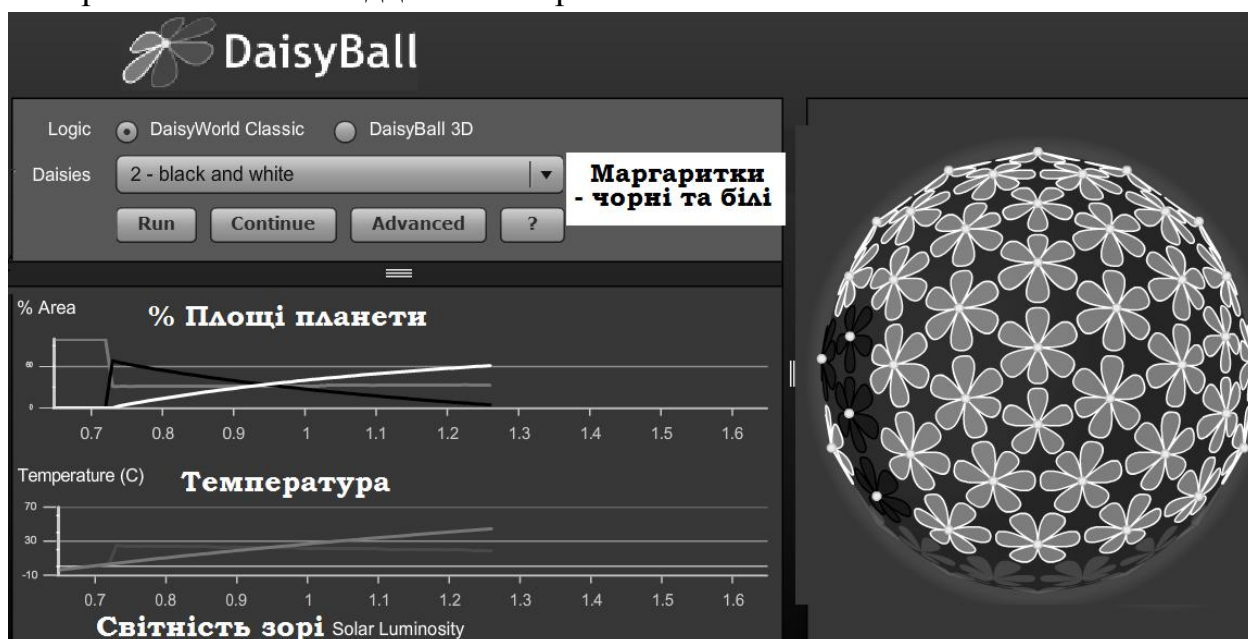 DaisyBall
Logic DaisyWorld Classic DaisyBall 3D
Daisies 2 - black and white
Маргаритки
- чорні та білі
Run Continue Advanced ?
% Area % Площі планети
60
0
0.7 0.8 0.9 1 1.1 1.2 1.3 1.4 1.5 1.6
Temperature (C) Температура
70
30
-10
0.7 0.8 0.9 1 1.1 1.2 1.3 1.4 1.5 1.6
Світність зорі Solar Luminosity